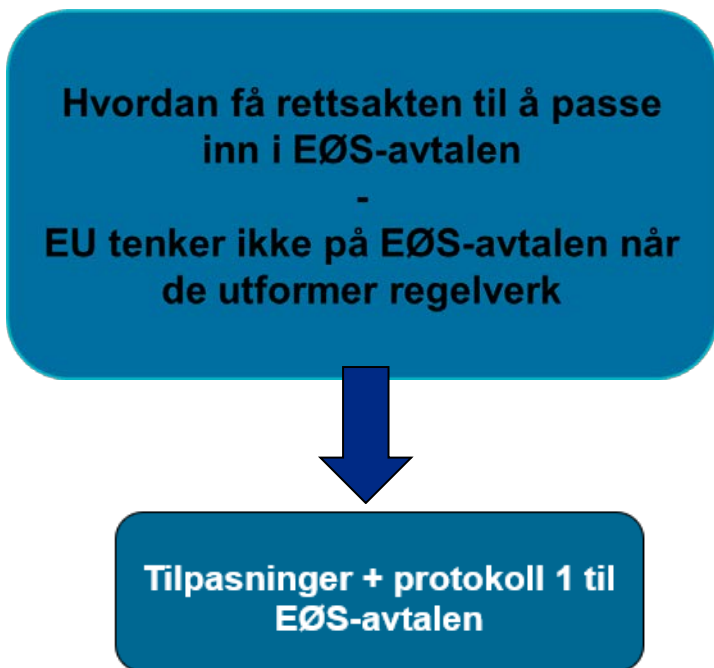 Hvordan få rettsakten til å passe
inn i EØS-avtalen
-
EU tenker ikke på EØS-avtalen når
de utformer regelverk
Tilpasninger + protokoll 1 til
EØS-avtalen